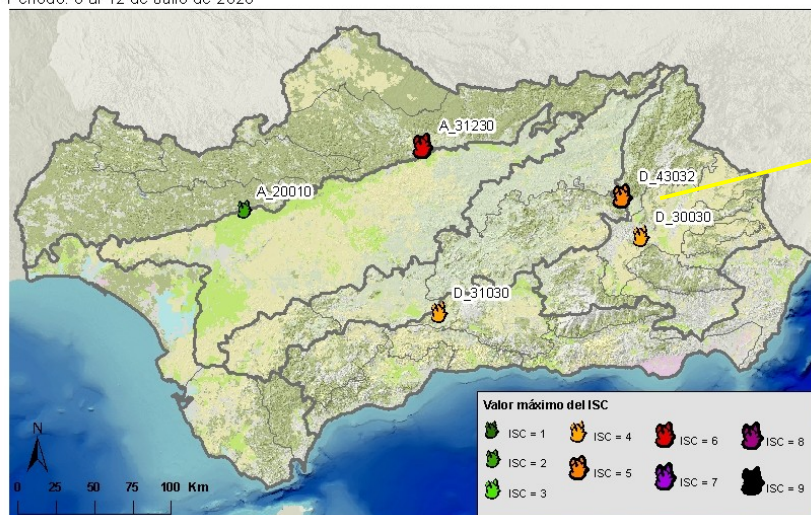 A_31230
D_43032
A_20010
D_30030
D_31030
Valor máximo del ISC
ISC = 1
ISC = 4
ISC = 6
ISC = 8
ISC = 2
ISC = 5
ISC = 7
ISC = 9
ISC = 3
N
0 25 50 75 100 Km